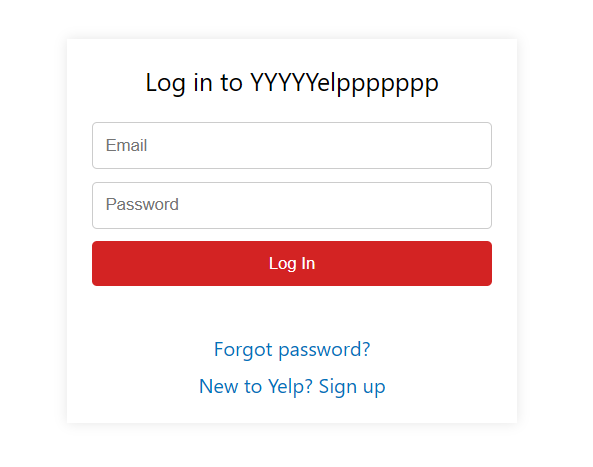 Log in to YYYYYelppppppp
Email
Password
Log In
Forgot password?
New to Yelp? Sign up